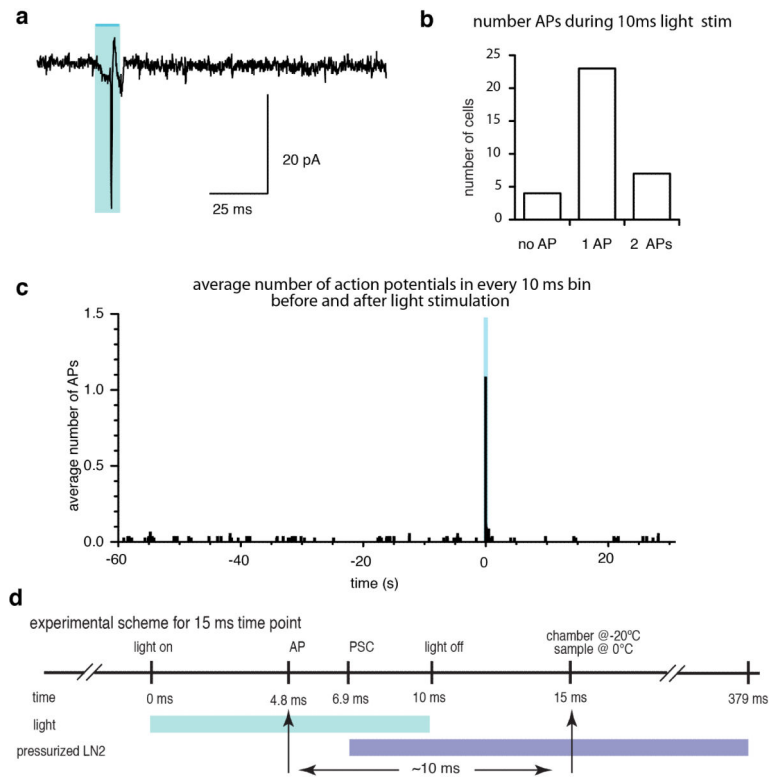 a
20 pA
25 ms
b
number APs during 10ms light stim
number of cells
25
20
15
10
5
0
no AP 1 AP 2 APs
c
average number of action potentials in every 10 ms bin
before and after light stimulation
average number of APs
1.5
1.0
0.5
0.0
-60 -40 -20 0 20
time (s)
d
experimental scheme for 15 ms time point
light on AP PSC light off chamber @-20°C
sample @ 0°C
time 0 ms 4.8 ms 6.9 ms 10 ms 15 ms 379 ms
light
pressurized LN2
~10 ms